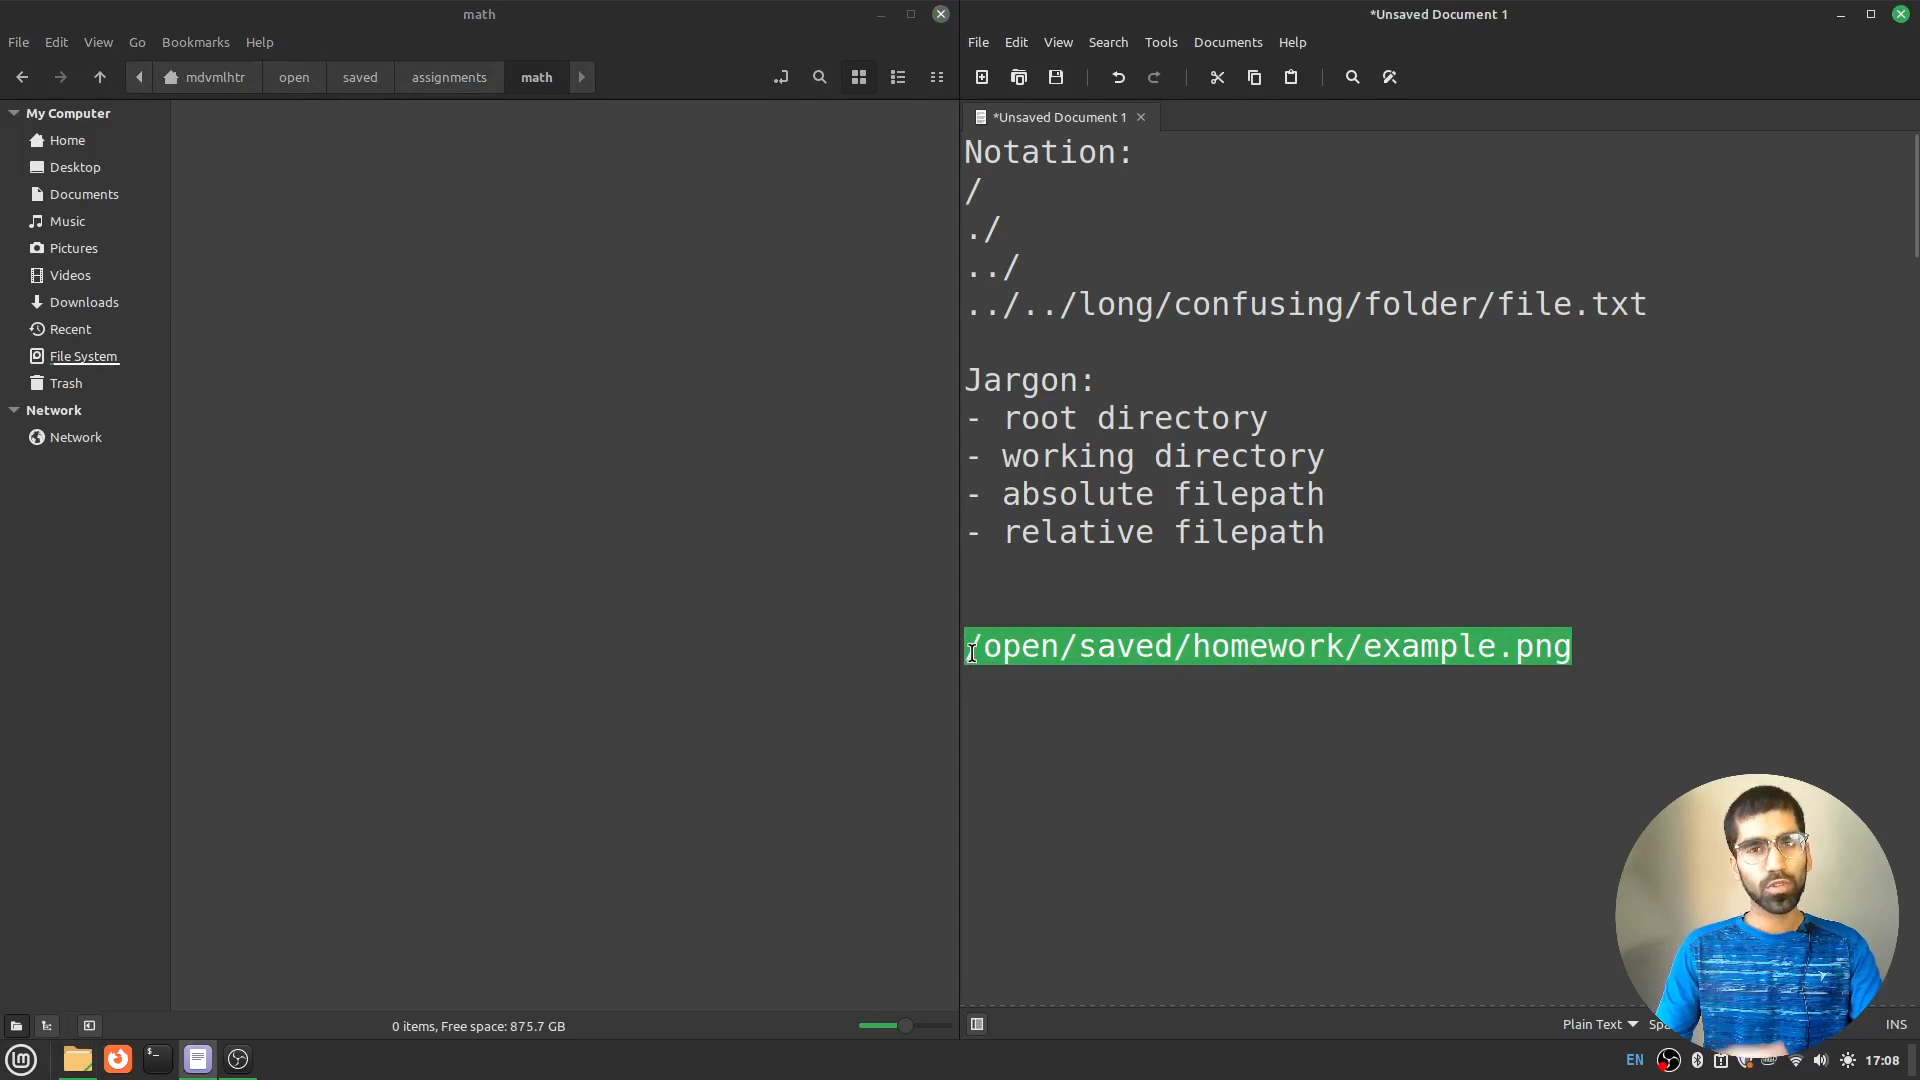 math
File Edit View Go Bookmarks Help
mdvmlhtr open saved assignments math
My Computer
Home
Desktop
Documents
Music
Pictures
Videos
Downloads
Recent
File System
Trash
Network
Network
0 items, Free space: 875.7 GB
*Unsaved Document 1
File Edit View Search Tools Documents Help
*Unsaved Document 1
Notation:
/
./
../
../../long/confusing/folder/file.txt
Jargon:
- root directory
- working directory
- absolute filepath
- relative filepath
/open/saved/homework/example.png
Plain Text
INS
EN 17:08